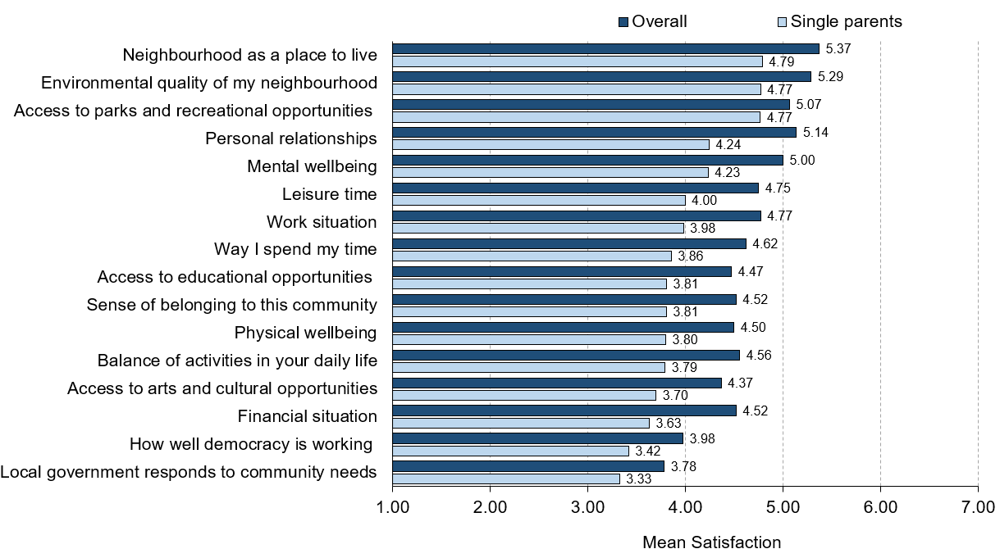 Overall Single parents
Neighbourhood as a place to live 5.37
4.79
Environmental quality of my neighbourhood 5.29
4.77
Access to parks and recreational opportunities 5.07
4.77
Personal relationships 5.14
4.24
Mental wellbeing 5.00
4.23
Leisure time 4.75
4.00
Work situation 4.77
3.98
Way I spend my time 4.62
3.86
Access to educational opportunities 4.47
3.81
Sense of belonging to this community 4.52
3.81
Physical wellbeing 4.50
3.80
Balance of activities in your daily life 4.56
3.79
Access to arts and cultural opportunities 4.37
3.70
Financial situation 4.52
3.63
How well democracy is working 3.98
3.42
Local government responds to community needs 3.78
3.33
1.00 2.00 3.00 4.00 5.00 6.00 7.00
Mean Satisfaction